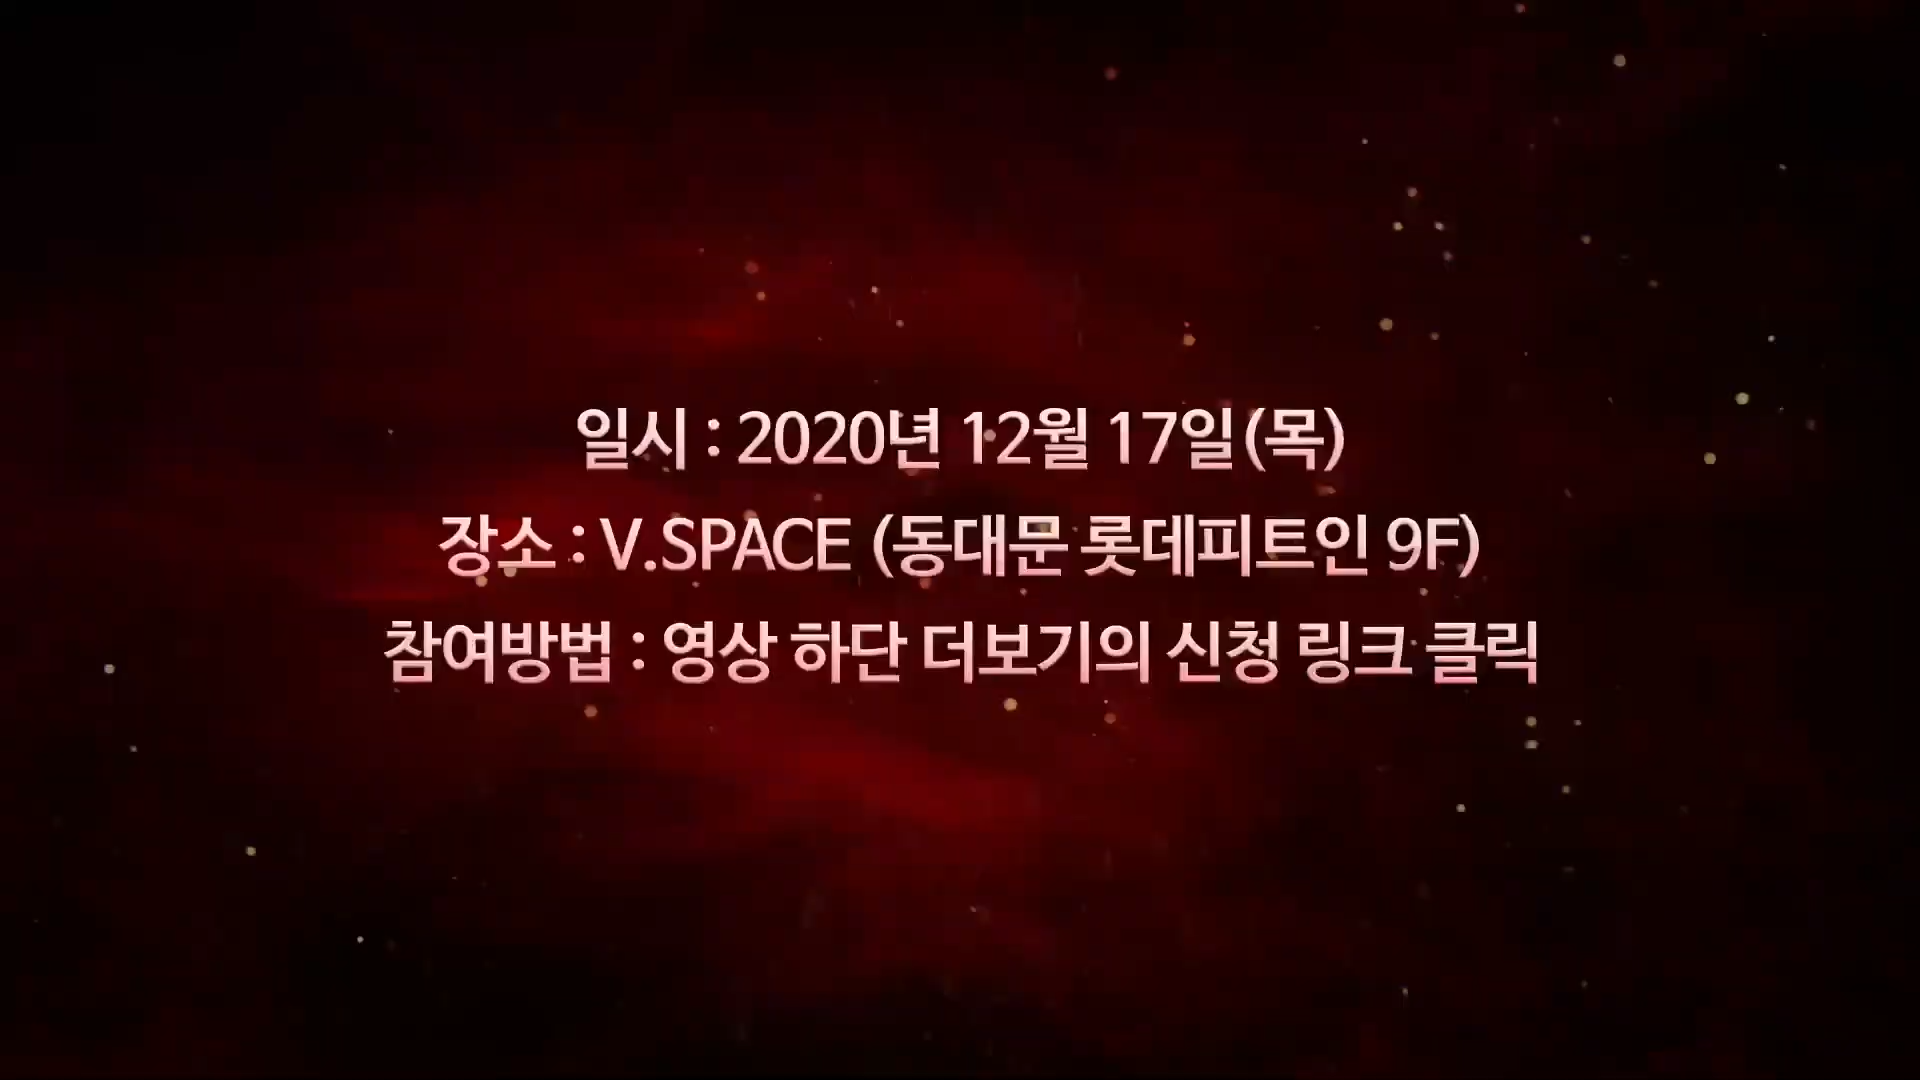 일시 : 2020년 12월 17일(목)
장소 : V.SPACE (동대문 롯데피트인 9F)
참여방법 : 영상 하단 더보기의 신청 링크 클릭